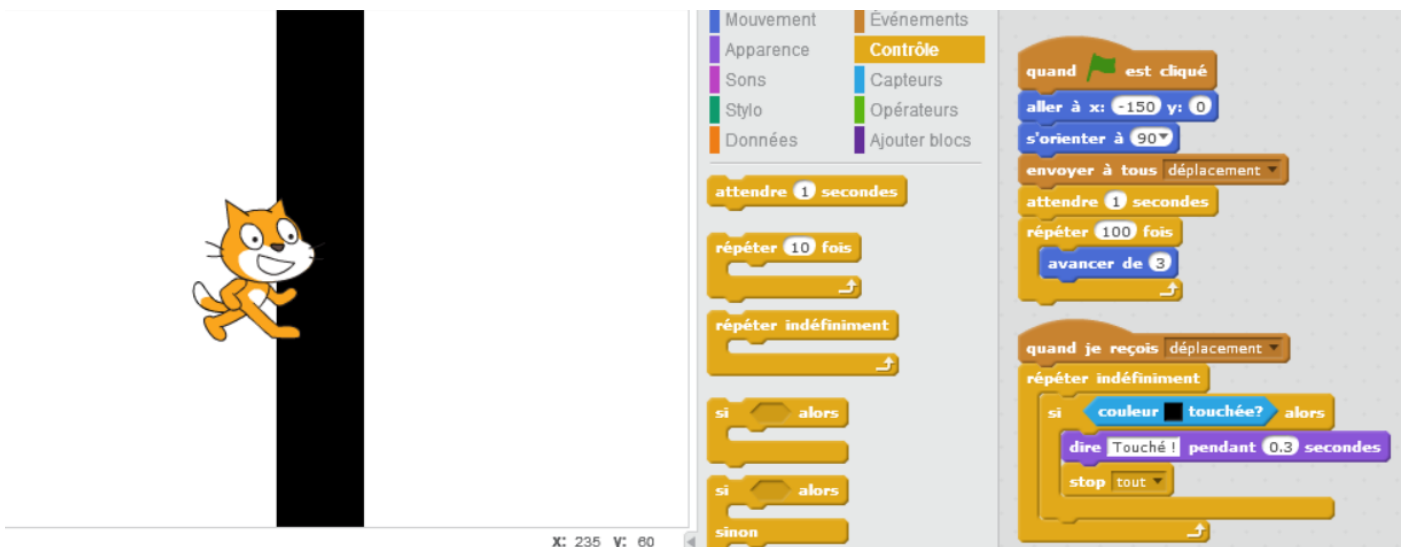 Mouvement
Événements
Apparence
Contrôle
Sons
Capteurs
Stylo
Opérateurs
Données
Ajouter blocs
attendre 1 secondes
répéter 10 fois
répéter indéfiniment
si alors
si alors
sinon
X: 235 Y: 60
quand est cliqué
aller à x: -150 y: 0
s'orienter à 90
envoyer à tous déplacement
attendre 1 secondes
répéter 100 fois
avancer de 3
quand je reçois déplacement
répéter indéfiniment
si couleur touchée? alors
dire Touché ! pendant 0.3 secondes
stop tout